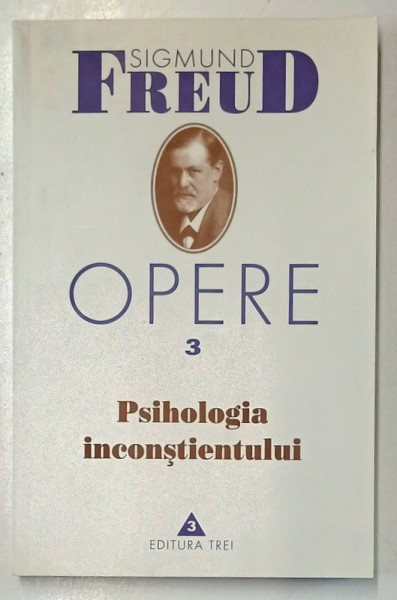 SIGMUND
FREUD
OPERE
3
Psihologia
inconştientului
3
EDITURA TREI